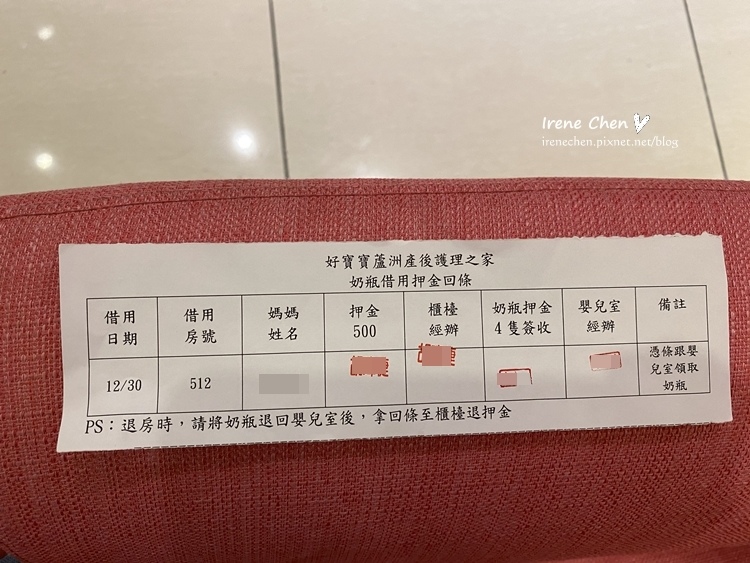 Irene Chen
irenechen.pixnet.net/blog
好寶寶蘆洲產後護理之家
奶瓶借用押金回條
借用日期 借用房號 媽媽姓名 押金500 櫃檯經辦 奶瓶押金4隻簽收 嬰兒室經辦 備註
12/30 512 憑條跟嬰兒室領取奶瓶
PS：退房時，請將奶瓶退回嬰兒室後，拿回條至櫃檯退押金